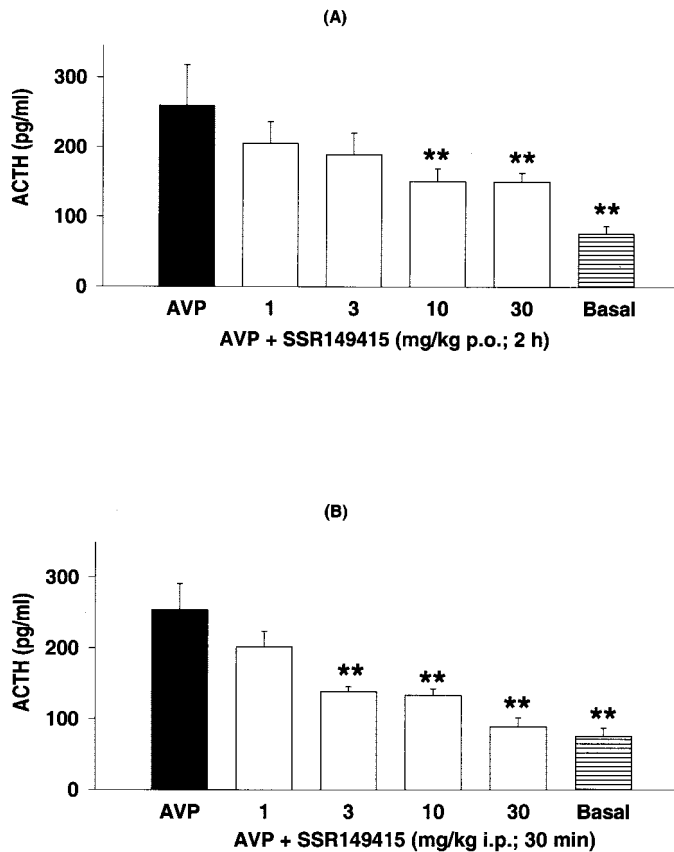 (A)
300
200
100
0
ACTH (pg/ml)
** ** **
AVP 1 3 10 30 Basal
AVP + SSR149415 (mg/kg p.o.; 2 h)
(B)
300
200
100
0
ACTH (pg/ml)
** ** ** **
AVP 1 3 10 30 Basal
AVP + SSR149415 (mg/kg i.p.; 30 min)